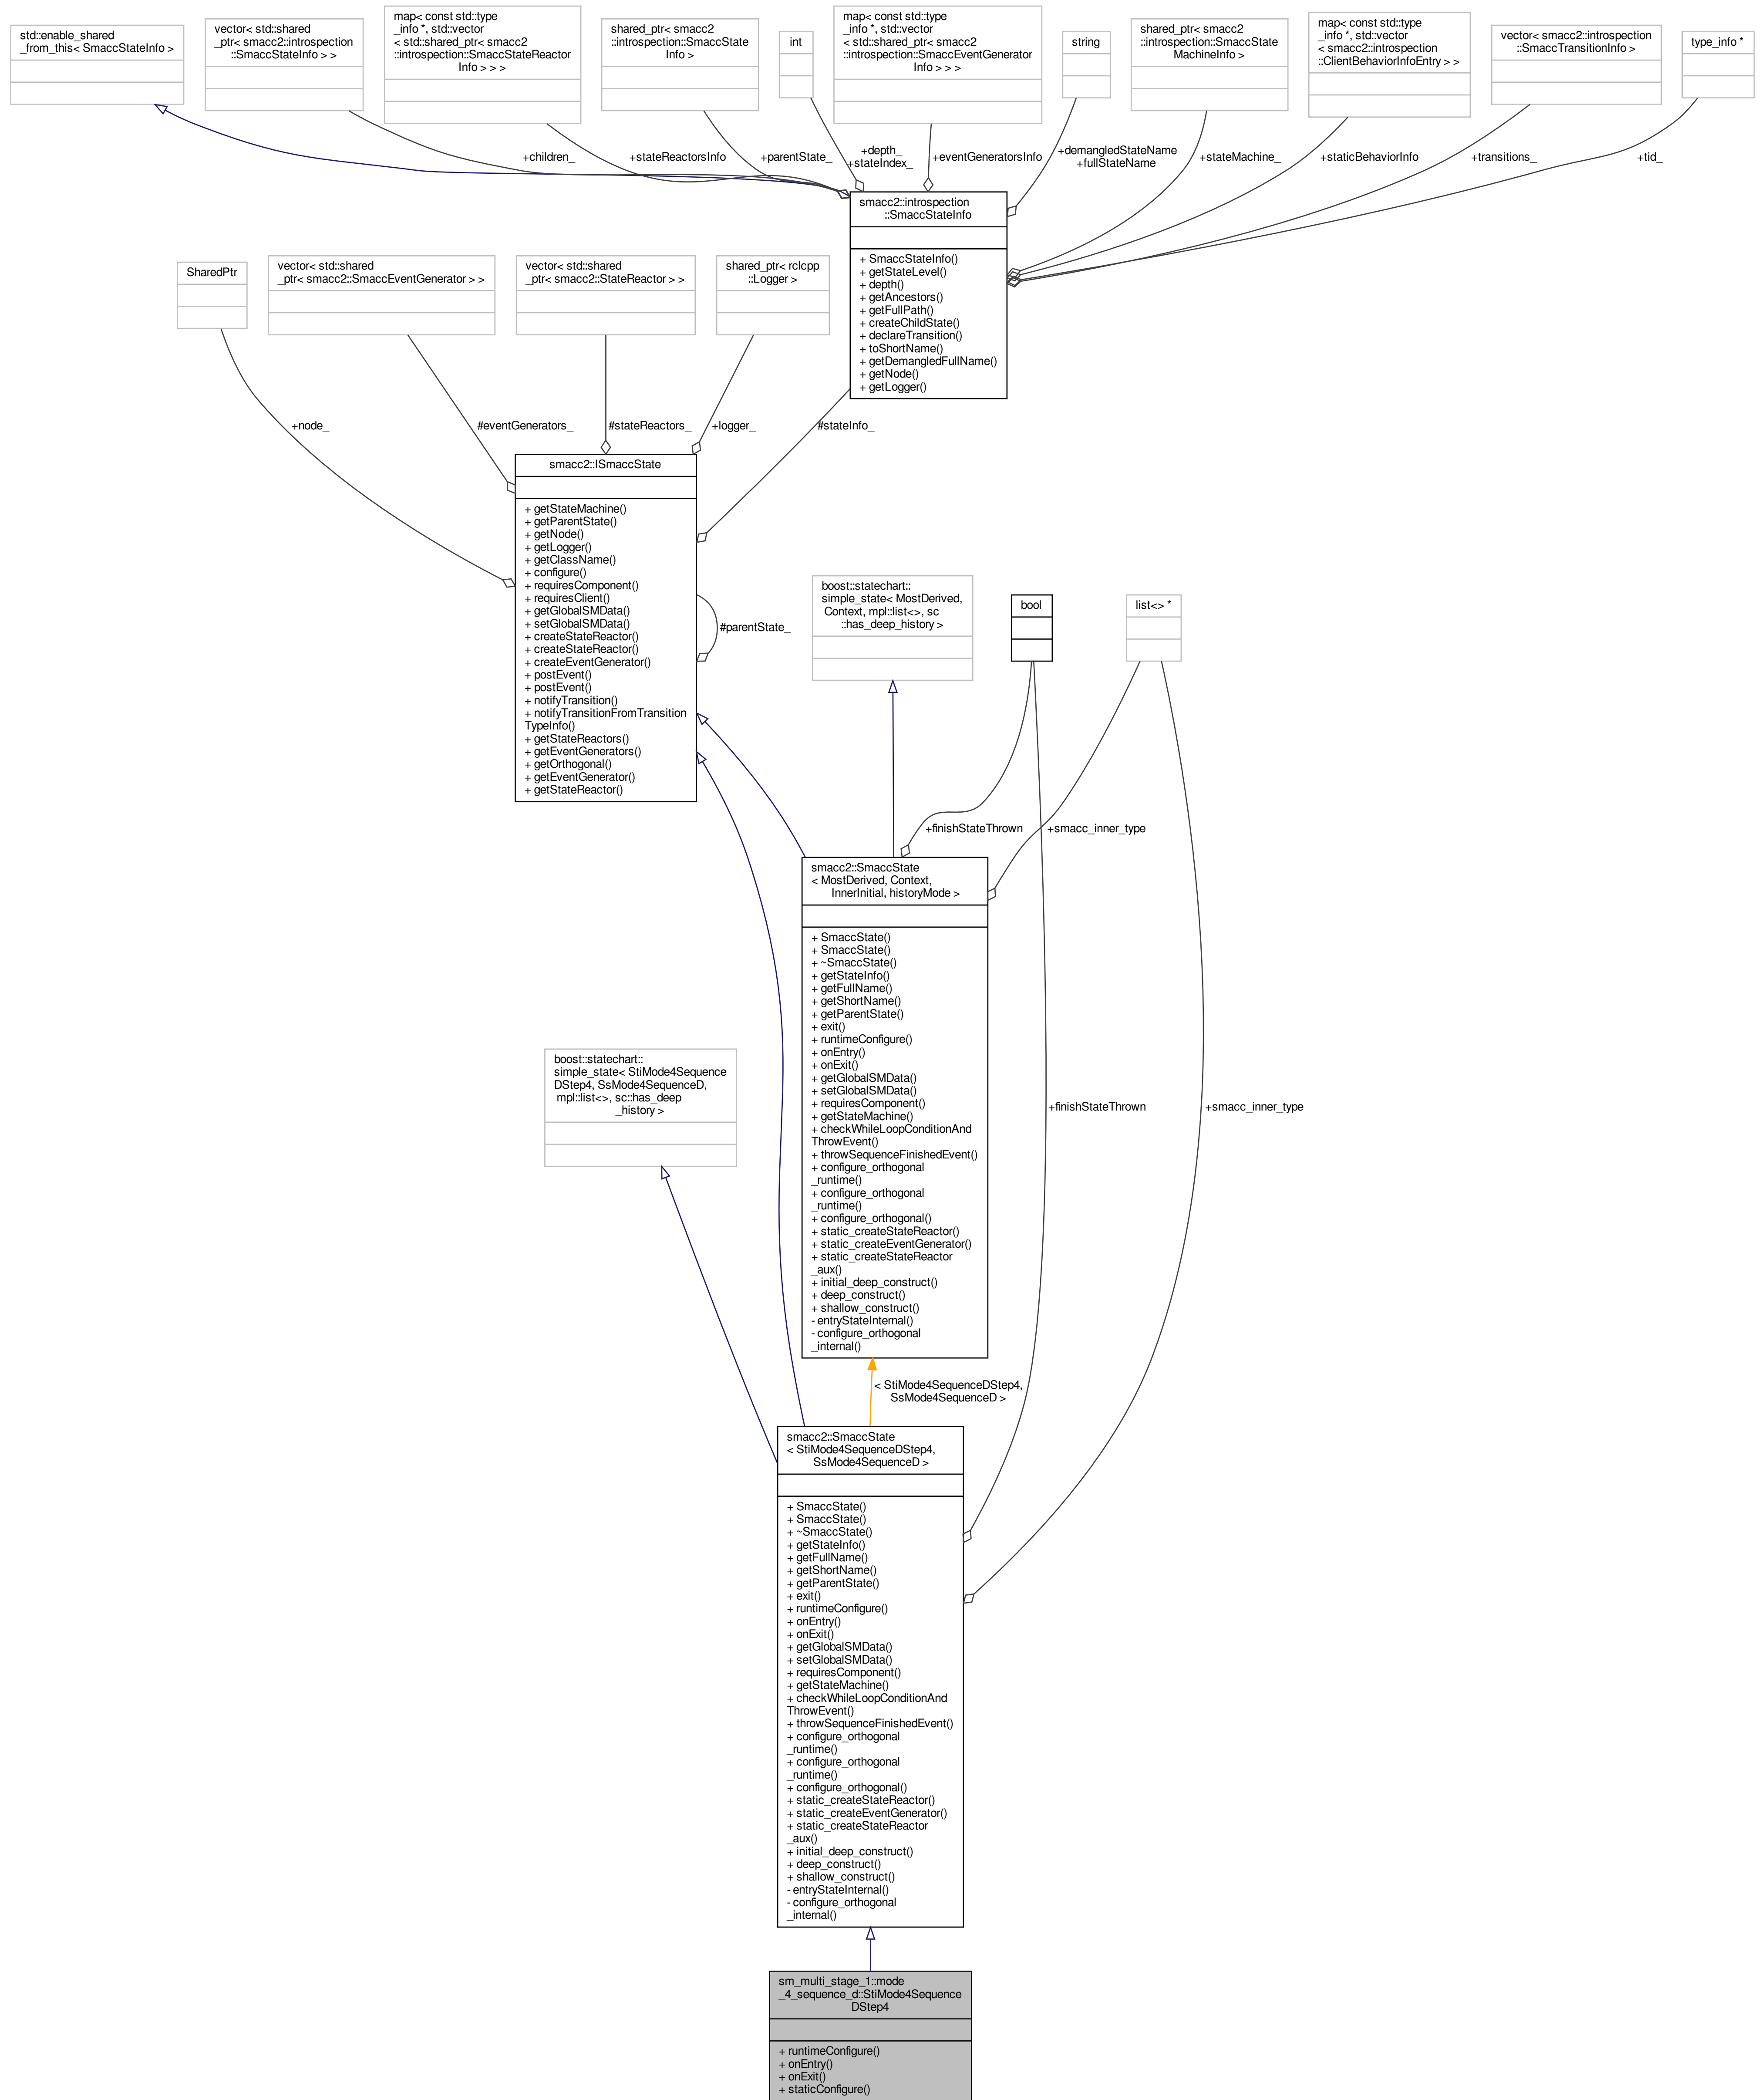 std::enable_shared
_from_this< SmaccStateInfo >
vector< std::shared
_ptr< smacc2::introspection
::SmaccStateInfo > >
map< const std::type
_info *, std::vector
< std::shared_ptr< smacc2
::introspection::SmaccStateReactor
Info > > >
shared_ptr< smacc2
::introspection::SmaccState
Info >
int
map< const std::type
_info *, std::vector
< std::shared_ptr< smacc2
::introspection::SmaccEventGenerator
Info > > >
string
shared_ptr< smacc2
::introspection::SmaccState
MachineInfo >
map< const std::type
_info *, std::vector
< smacc2::introspection
::ClientBehaviorInfoEntry > >
vector< smacc2::introspection
::SmaccTransitionInfo >
type_info *
+children_
+stateReactorsInfo
+parentState_
+depth_
+stateIndex_
+eventGeneratorsInfo
+demangledStateName
+fullStateName
+stateMachine_
+staticBehaviorInfo
+transitions_
+tid_
smacc2::introspection
::SmaccStateInfo
+ SmaccStateInfo()
+ getStateLevel()
+ depth()
+ getAncestors()
+ getFullPath()
+ createChildState()
+ declareTransition()
+ toShortName()
+ getDemangledFullName()
+ getNode()
+ getLogger()
SharedPtr
vector< std::shared
_ptr< smacc2::SmaccEventGenerator > >
vector< std::shared
_ptr< smacc2::StateReactor > >
shared_ptr< rclcpp
::Logger >
+node_
#eventGenerators_
#stateReactors_
+logger_
#stateInfo_
smacc2::ISmaccState
+ getStateMachine()
+ getParentState()
+ getNode()
+ getLogger()
+ getClassName()
+ configure()
+ requiresComponent()
+ requiresClient()
+ getGlobalSMData()
+ setGlobalSMData()
+ createStateReactor()
+ createStateReactor()
+ createEventGenerator()
+ postEvent()
+ postEvent()
+ notifyTransition()
+ notifyTransitionFromTransition
TypeInfo()
+ getStateReactors()
+ getEventGenerators()
+ getOrthogonal()
+ getEventGenerator()
+ getStateReactor()
#parentState_
boost::statechart::
simple_state< MostDerived,
Context, mpl::list<>, sc
::has_deep_history >
bool
list<> *
+finishStateThrown
+smacc_inner_type
smacc2::SmaccState
< MostDerived, Context,
InnerInitial, historyMode >
+ SmaccState()
+ SmaccState()
+ ~SmaccState()
+ getStateInfo()
+ getFullName()
+ getShortName()
+ getParentState()
+ exit()
+ runtimeConfigure()
+ onEntry()
+ onExit()
+ getGlobalSMData()
+ setGlobalSMData()
+ requiresComponent()
+ getStateMachine()
+ checkWhileLoopConditionAnd
ThrowEvent()
+ throwSequenceFinishedEvent()
+ configure_orthogonal
_runtime()
+ configure_orthogonal
_runtime()
+ configure_orthogonal()
+ static_createStateReactor()
+ static_createEventGenerator()
+ static_createStateReactor
_aux()
+ initial_deep_construct()
+ deep_construct()
+ shallow_construct()
- entryStateInternal()
- configure_orthogonal
_internal()
boost::statechart::
simple_state< StiMode4Sequence
DStep4, SsMode4SequenceD,
mpl::list<>, sc::has_deep
_history >
+finishStateThrown
+smacc_inner_type
< StiMode4SequenceDStep4,
SsMode4SequenceD >
smacc2::SmaccState
< StiMode4SequenceDStep4,
SsMode4SequenceD >
+ SmaccState()
+ SmaccState()
+ ~SmaccState()
+ getStateInfo()
+ getFullName()
+ getShortName()
+ getParentState()
+ exit()
+ runtimeConfigure()
+ onEntry()
+ onExit()
+ getGlobalSMData()
+ setGlobalSMData()
+ requiresComponent()
+ getStateMachine()
+ checkWhileLoopConditionAnd
ThrowEvent()
+ throwSequenceFinishedEvent()
+ configure_orthogonal
_runtime()
+ configure_orthogonal
_runtime()
+ configure_orthogonal()
+ static_createStateReactor()
+ static_createEventGenerator()
+ static_createStateReactor
_aux()
+ initial_deep_construct()
+ deep_construct()
+ shallow_construct()
- entryStateInternal()
- configure_orthogonal
_internal()
sm_multi_stage_1::mode
_4_sequence_d::StiMode4Sequence
DStep4
+ runtimeConfigure()
+ onEntry()
+ onExit()
+ staticConfigure()